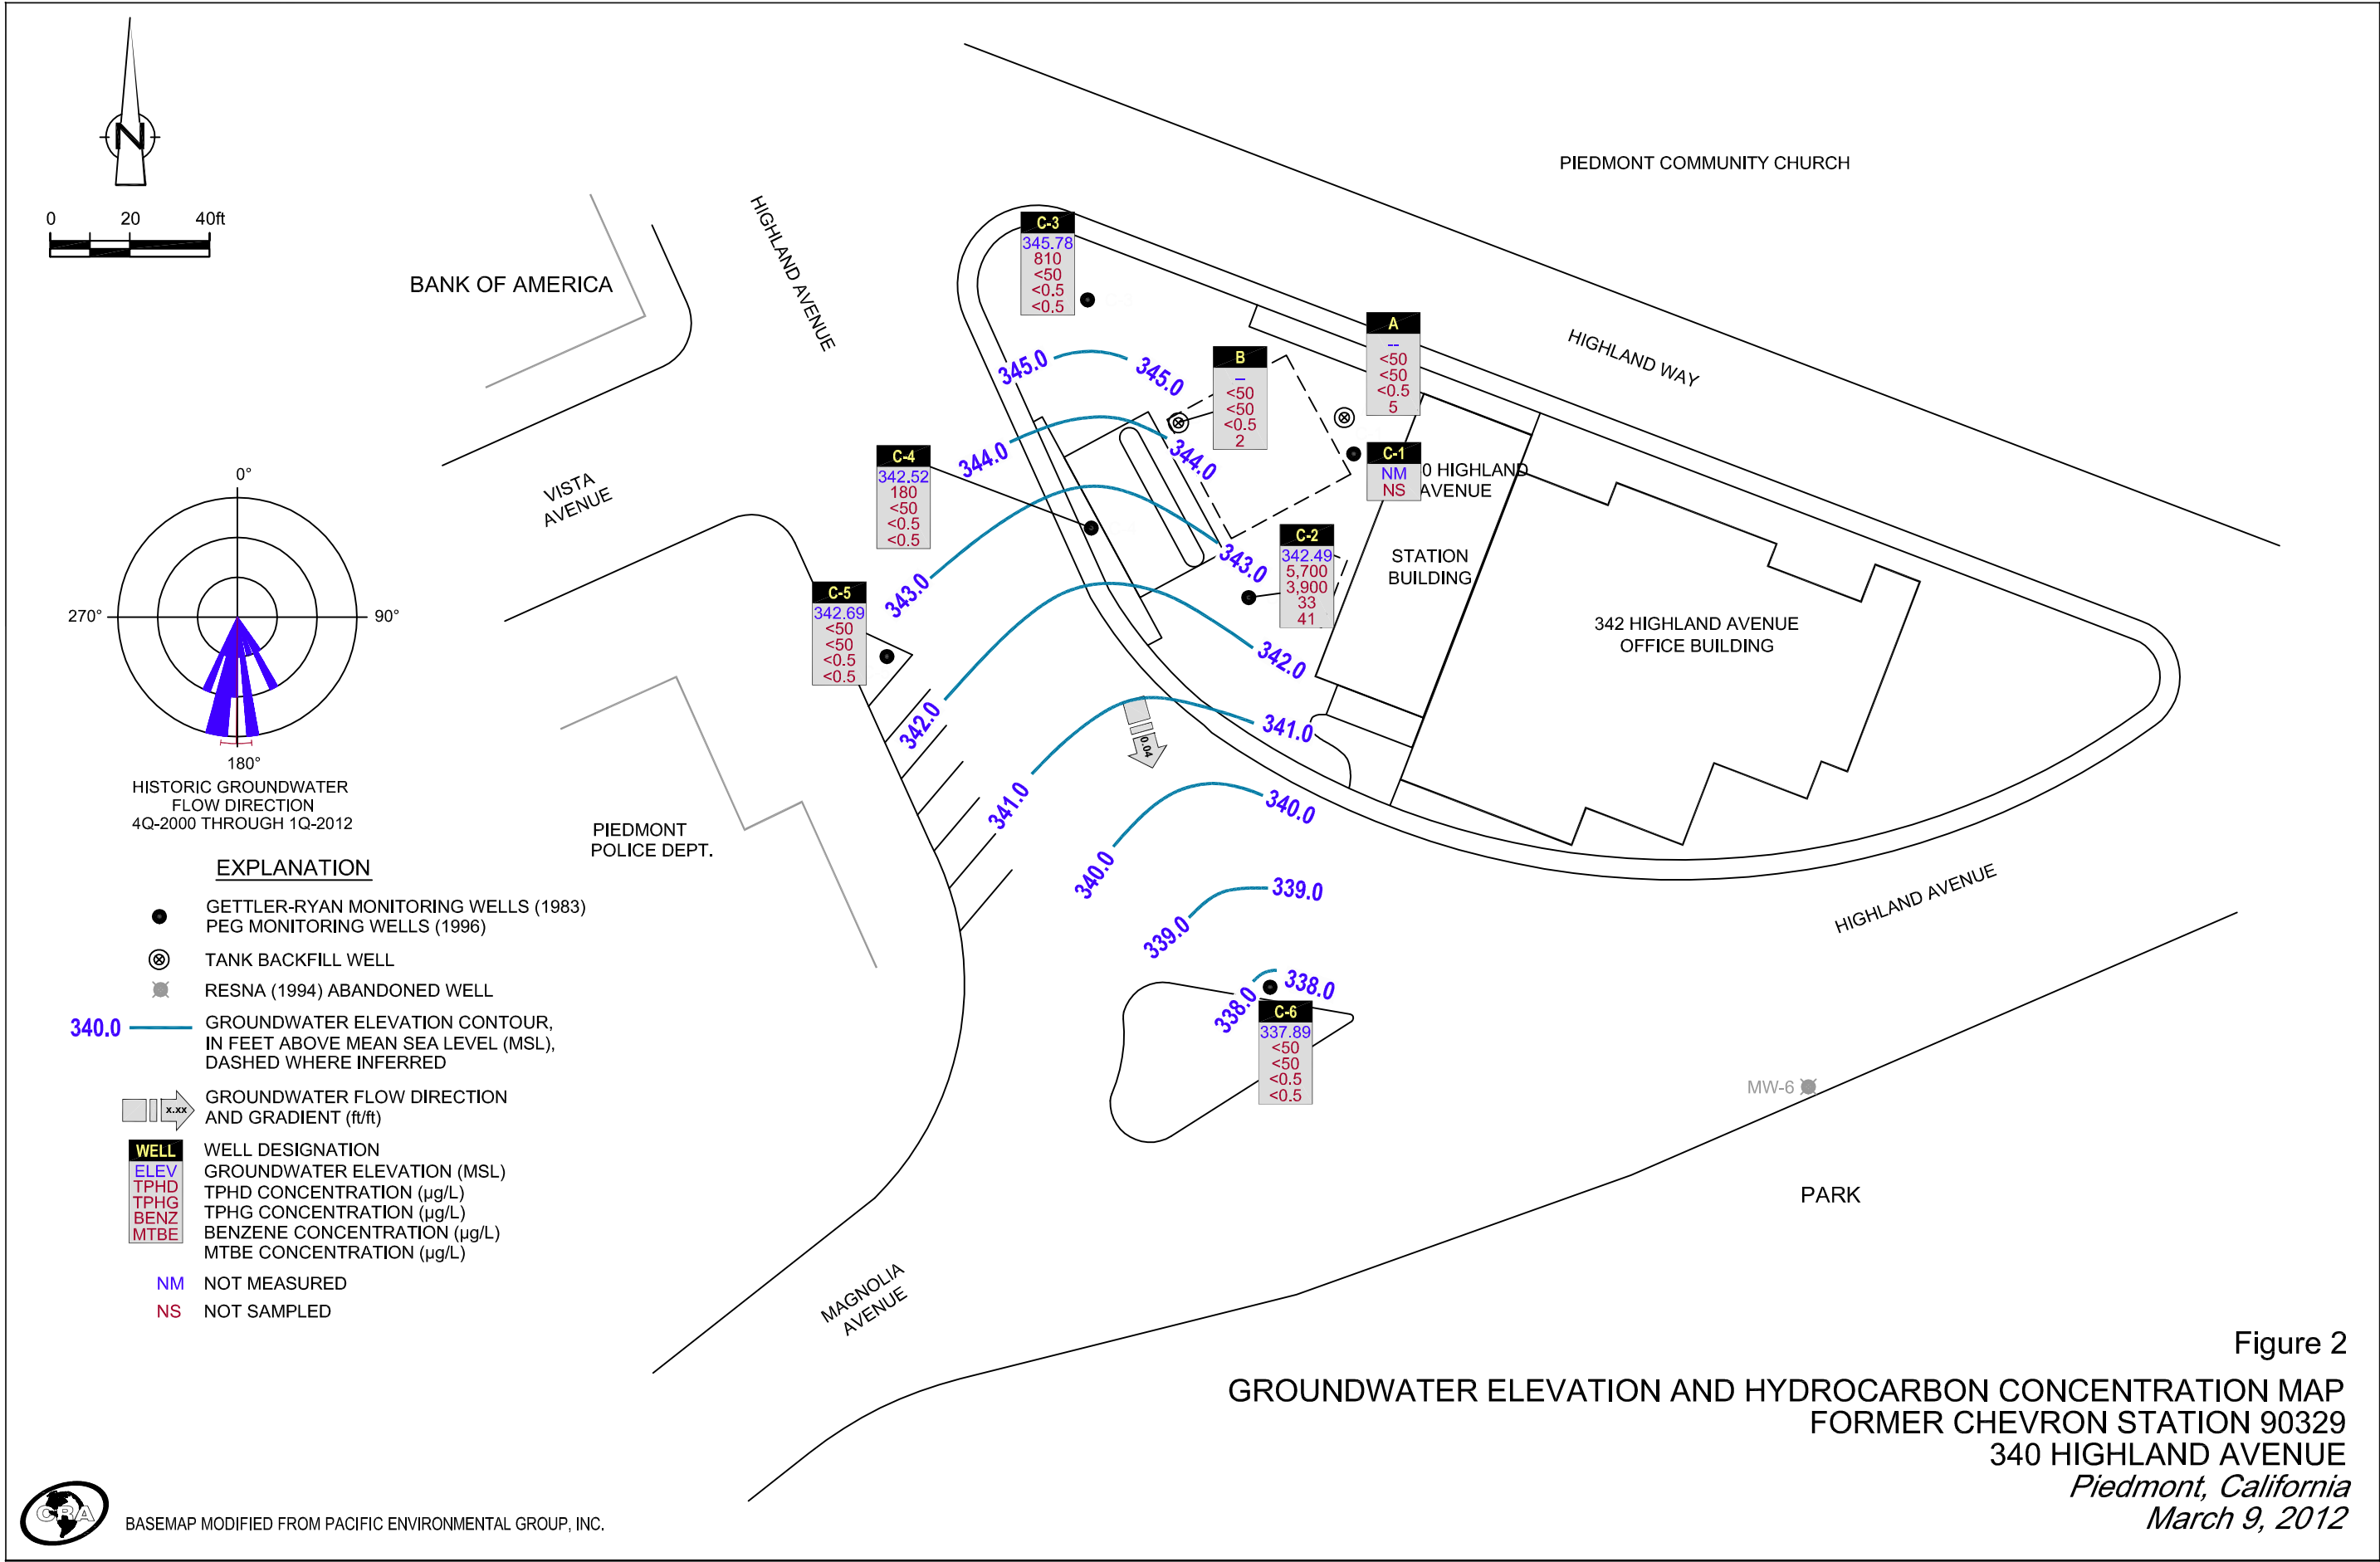 N
0 20 40ft
BANK OF AMERICA
HIGHLAND AVENUE
PIEDMONT COMMUNITY CHURCH
HIGHLAND WAY
C-3
345.78
810
<50
<0.5
<0.5
345.0
345.0
B
–
<50
<50
<0.5
2
A
--
<50
<50
<0.5
5
344.0
344.0
C-4
342.52
180
<50
<0.5
<0.5
C-1
NM
NS
0 HIGHLAND
AVENUE
VISTA
AVENUE
C-2
342.49
5,700
3,900
33
41
STATION
BUILDING
343.0
343.0
C-5
342.69
<50
<50
<0.5
<0.5
342 HIGHLAND AVENUE
OFFICE BUILDING
342.0
342.0
341.0
341.0
0.04
340.0
340.0
339.0
339.0
338.0
338.0
C-6
337.89
<50
<50
<0.5
<0.5
PIEDMONT
POLICE DEPT.
HIGHLAND AVENUE
MW-6
PARK
MAGNOLIA
AVENUE
0°
270°
90°
180°
HISTORIC GROUNDWATER
FLOW DIRECTION
4Q-2000 THROUGH 1Q-2012
EXPLANATION
GETTLER-RYAN MONITORING WELLS (1983)
PEG MONITORING WELLS (1996)
TANK BACKFILL WELL
RESNA (1994) ABANDONED WELL
340.0
GROUNDWATER ELEVATION CONTOUR,
IN FEET ABOVE MEAN SEA LEVEL (MSL),
DASHED WHERE INFERRED
x.xx
GROUNDWATER FLOW DIRECTION
AND GRADIENT (ft/ft)
WELL WELL DESIGNATION
ELEV GROUNDWATER ELEVATION (MSL)
TPHD TPHD CONCENTRATION (µg/L)
TPHG TPHG CONCENTRATION (µg/L)
BENZ BENZENE CONCENTRATION (µg/L)
MTBE MTBE CONCENTRATION (µg/L)
NM NOT MEASURED
NS NOT SAMPLED
CRA
BASEMAP MODIFIED FROM PACIFIC ENVIRONMENTAL GROUP, INC.
Figure 2
GROUNDWATER ELEVATION AND HYDROCARBON CONCENTRATION MAP
FORMER CHEVRON STATION 90329
340 HIGHLAND AVENUE
Piedmont, California
March 9, 2012